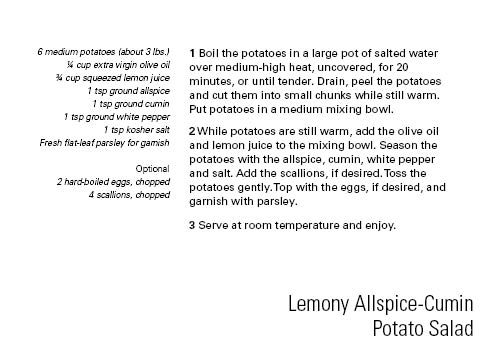 6 medium potatoes (about 3 lbs.)
¼ cup extra virgin olive oil
¾ cup squeezed lemon juice
1 tsp ground allspice
1 tsp ground cumin
1 tsp ground white pepper
1 tsp kosher salt
Fresh flat-leaf parsley for garnish
Optional
2 hard-boiled eggs, chopped
4 scallions, chopped
1 Boil the potatoes in a large pot of salted water
over medium-high heat, uncovered, for 20
minutes, or until tender. Drain, peel the potatoes
and cut them into small chunks while still warm.
Put potatoes in a medium mixing bowl.
2 While potatoes are still warm, add the olive oil
and lemon juice to the mixing bowl. Season the
potatoes with the allspice, cumin, white pepper
and salt. Add the scallions, if desired. Toss the
potatoes gently. Top with the eggs, if desired, and
garnish with parsley.
3 Serve at room temperature and enjoy.
Lemony Allspice-Cumin
Potato Salad